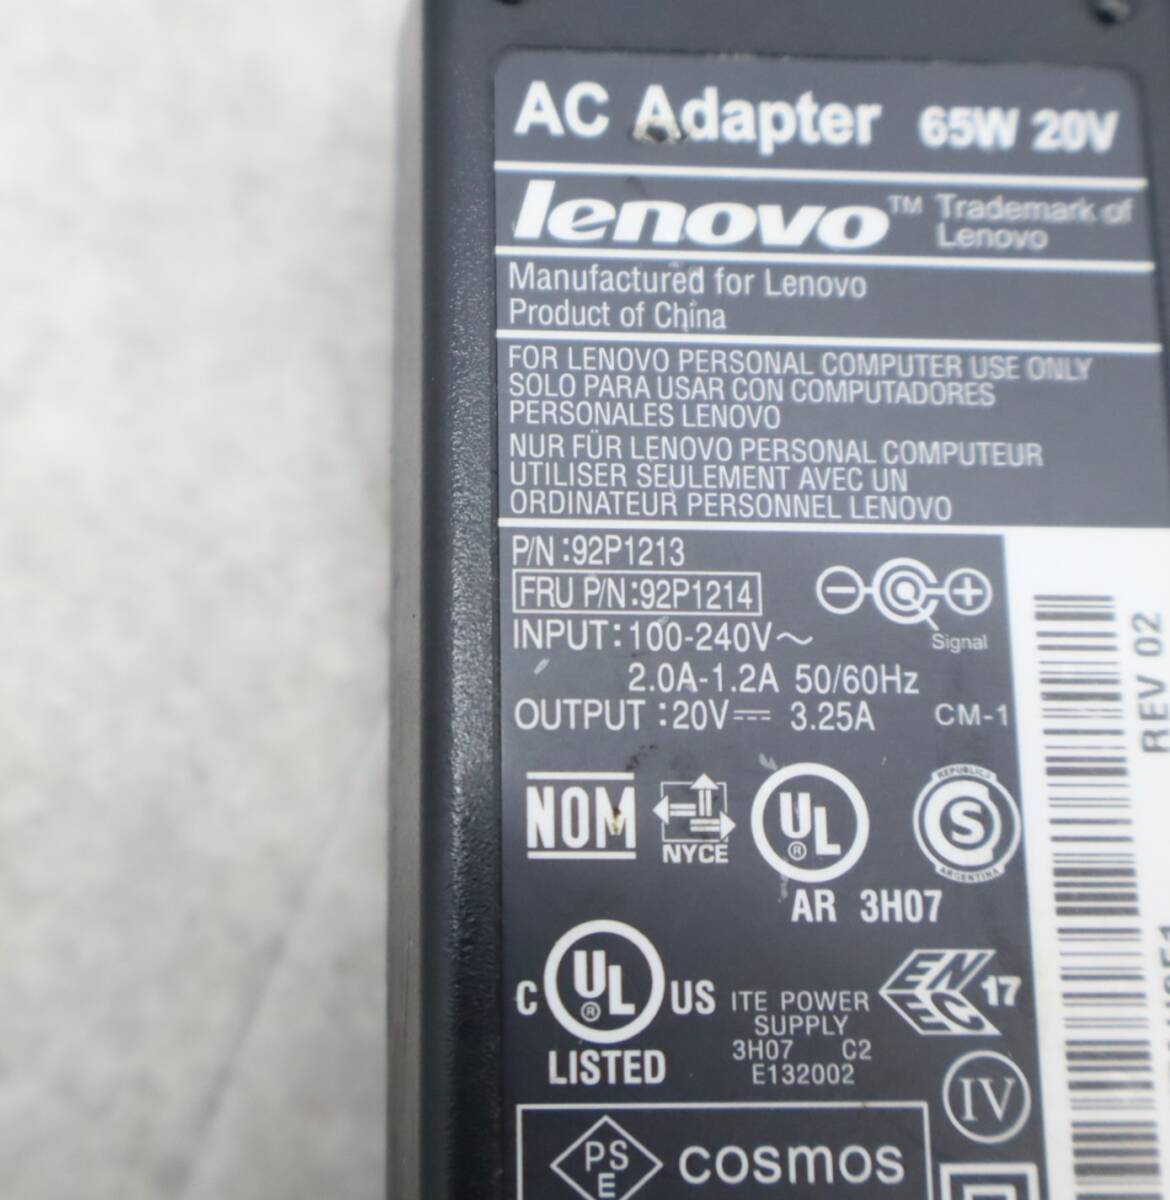 AC Adapter 65W 20V
lenovo™ Trademark of
Lenovo
Manufactured for Lenovo
Product of China
FOR LENOVO PERSONAL COMPUTER USE ONLY
SOLO PARA USAR CON COMPUTADORES
PERSONALES LENOVO
NUR FÜR LENOVO PERSONAL COMPUTEUR
UTILISER SEULEMENT AVEC UN
ORDINATEUR PERSONNEL LENOVO
P/N :92P1213
FRU P/N:92P1214
Signal
INPUT: 100-240V~
2.0A-1.2A 50/60Hz
OUTPUT :20V⎓ 3.25A CM-1
REV 02
NOM NYCE UL® REPUBLICA S ARGENTINA
AR 3H07
C UL® US
LISTED
ITE POWER
SUPPLY
3H07 C2
E132002
ENEC 17
IV
PSE cosmos